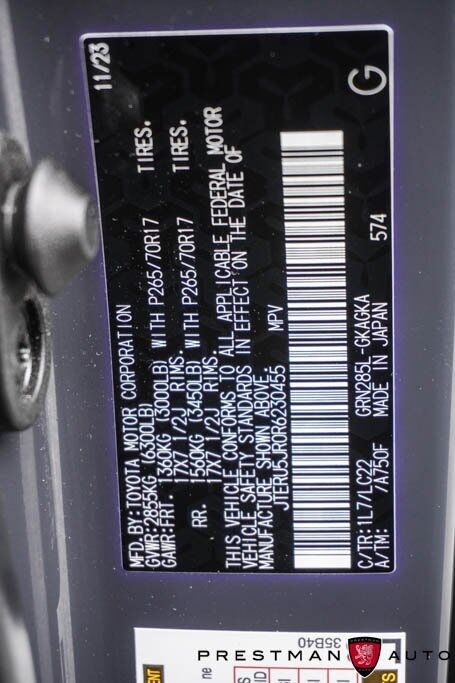 MFD.BY:TOYOTA MOTOR CORPORATION 11/23
GVWR:2855KG (6300LB)
GAWR:FRT. 1360KG (3000LB) WITH P265/70R17 TIRES.
17X7 1/2J RIMS.
RR. 1560KG (3450LB) WITH P265/70R17 TIRES.
17X7 1/2J RIMS.
THIS VEHICLE CONFORMS TO ALL APPLICABLE FEDERAL MOTOR
VEHICLE SAFETY STANDARDS IN EFFECT ON THE DATE OF
MANUFACTURE SHOWN ABOVE.
JTERU5JR0R6230455 MPV
C/TR:1L7/LC22 GRN285L-GKAGKA 574
A/TM: /A750F MADE IN JAPAN
G
35B40
PRESTMAN AUTO